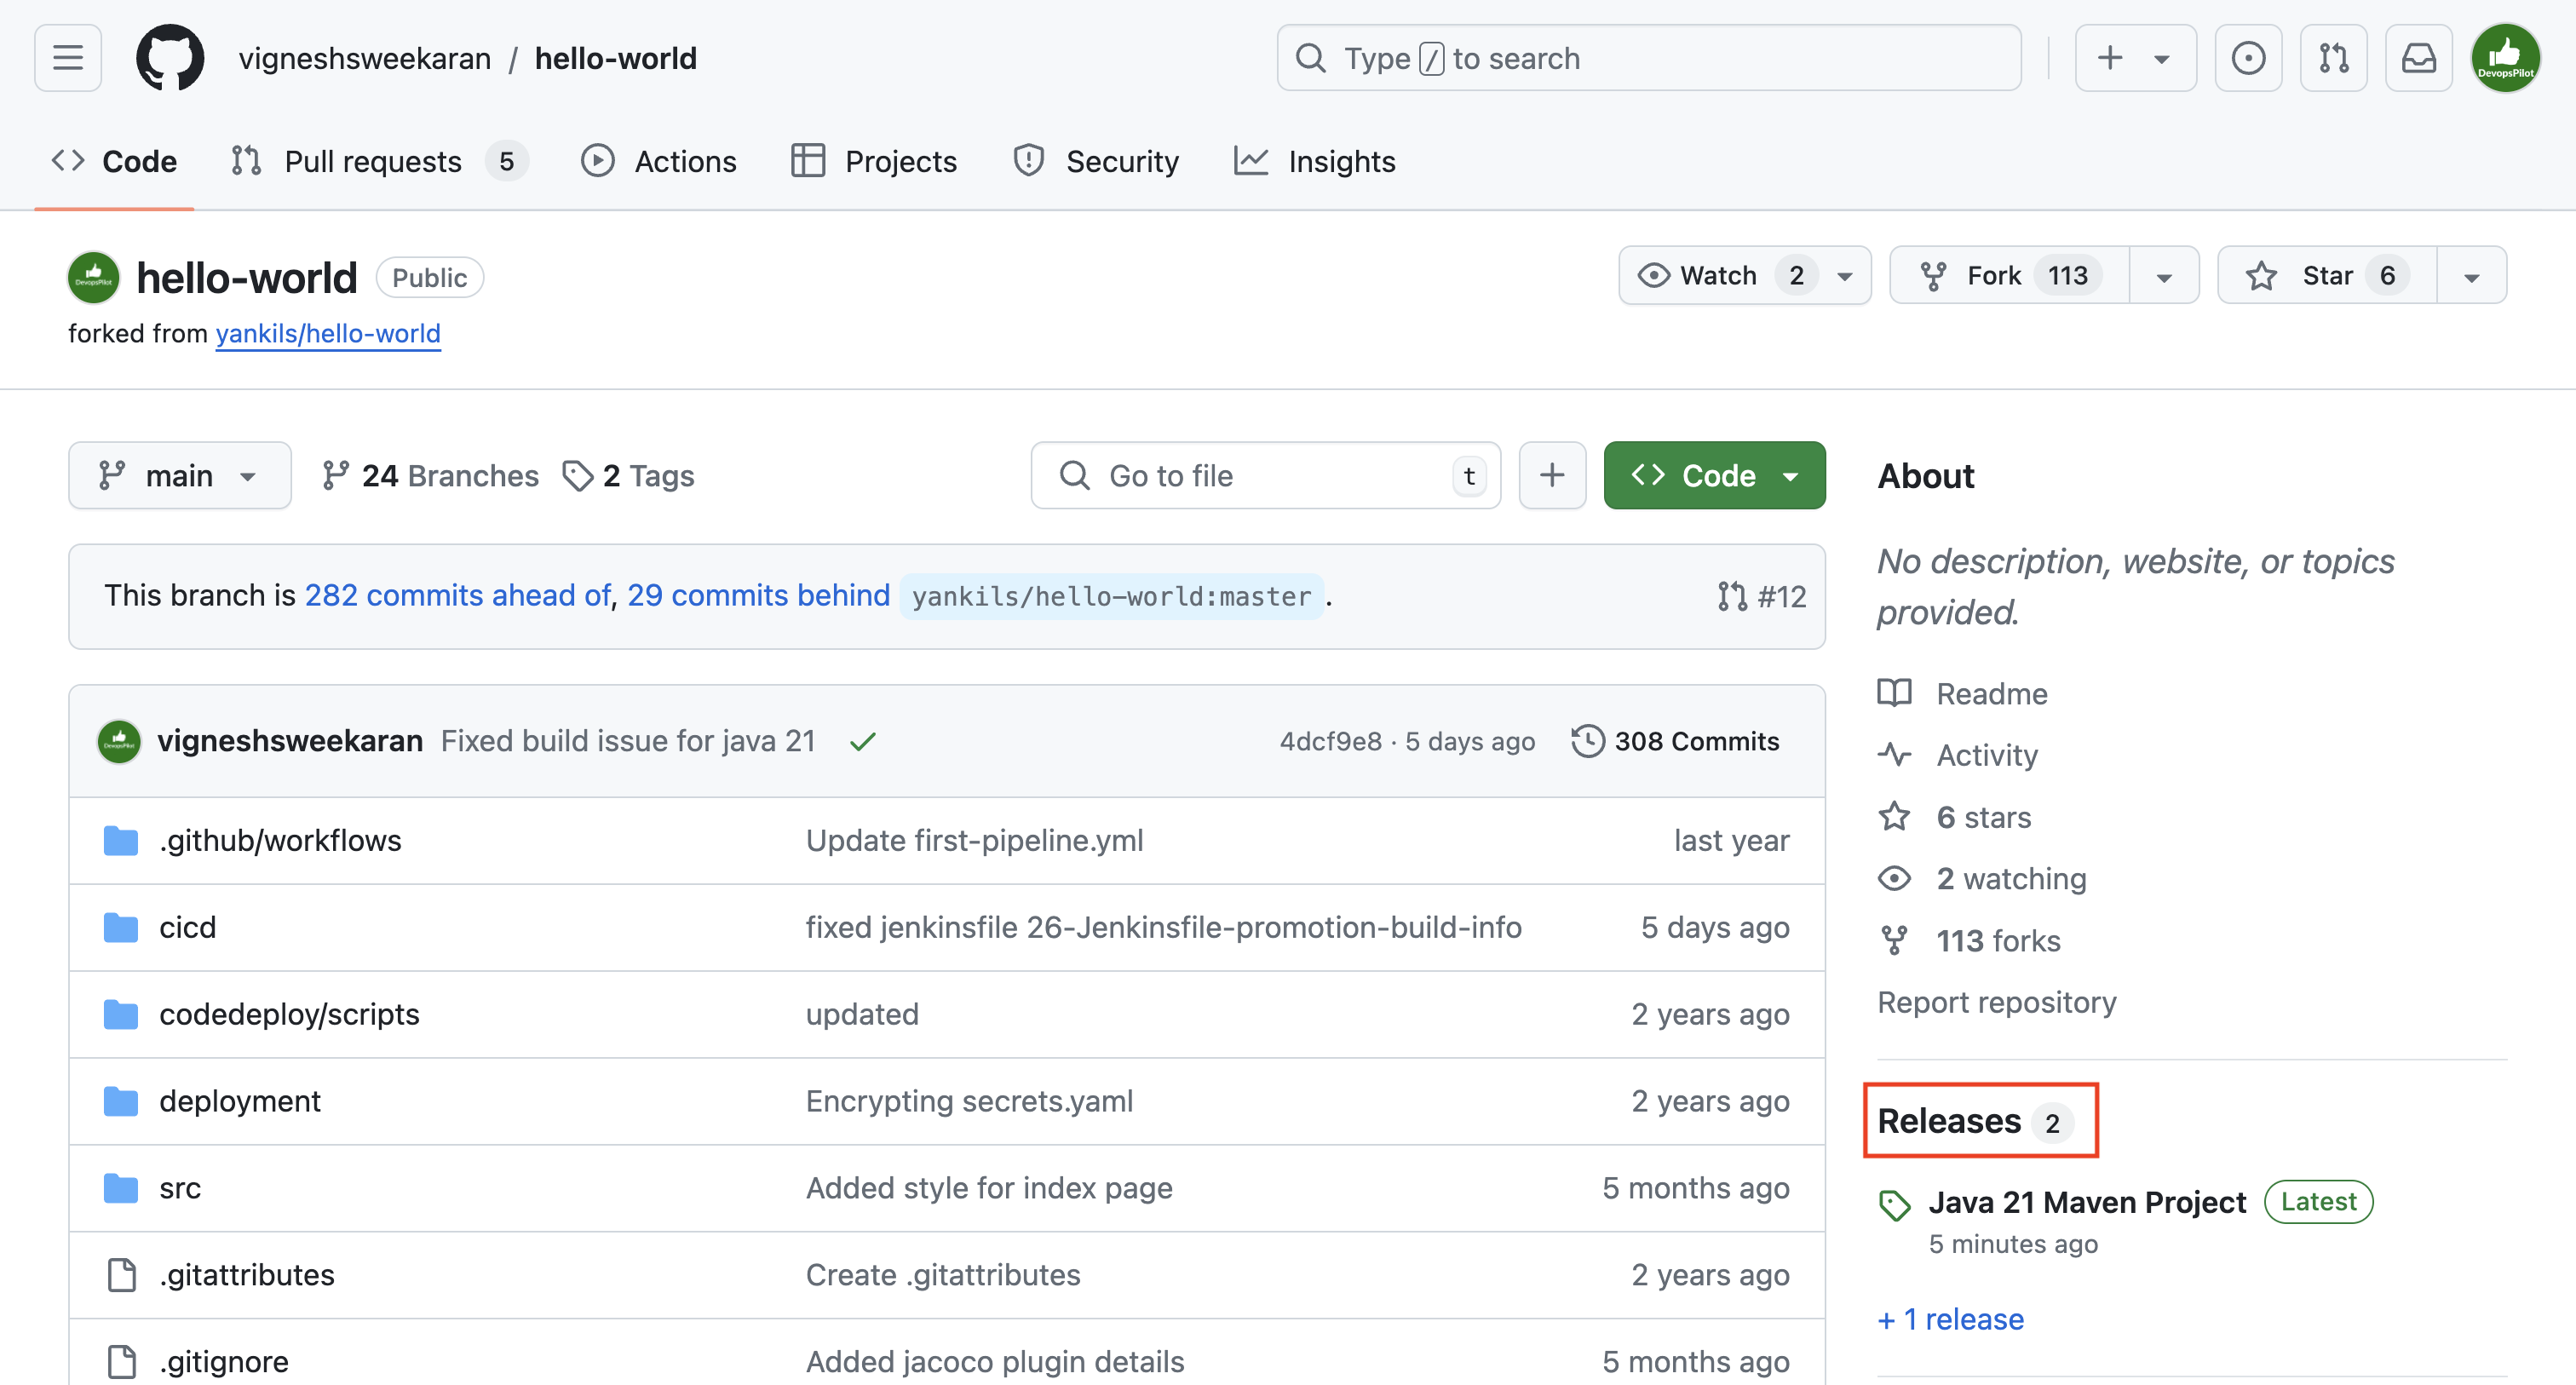 vigneshsweekaran / hello-world
Type / to search
DevopsPilot
Code
Pull requests 5
Actions
Projects
Security
Insights
DevopsPilot
hello-world
Public
Watch 2
Fork 113
Star 6
forked from yankils/hello-world
main
24 Branches
2 Tags
Go to file
t
Code
This branch is 282 commits ahead of, 29 commits behind yankils/hello-world:master .
#12
DevopsPilot
vigneshsweekaran Fixed build issue for java 21
4dcf9e8 · 5 days ago
308 Commits
.github/workflows Update first-pipeline.yml last year
cicd fixed jenkinsfile 26-Jenkinsfile-promotion-build-info 5 days ago
codedeploy/scripts updated 2 years ago
deployment Encrypting secrets.yaml 2 years ago
src Added style for index page 5 months ago
.gitattributes Create .gitattributes 2 years ago
.gitignore Added jacoco plugin details 5 months ago
About
No description, website, or topics
provided.
Readme
Activity
6 stars
2 watching
113 forks
Report repository
Releases 2
Java 21 Maven Project Latest
5 minutes ago
+ 1 release